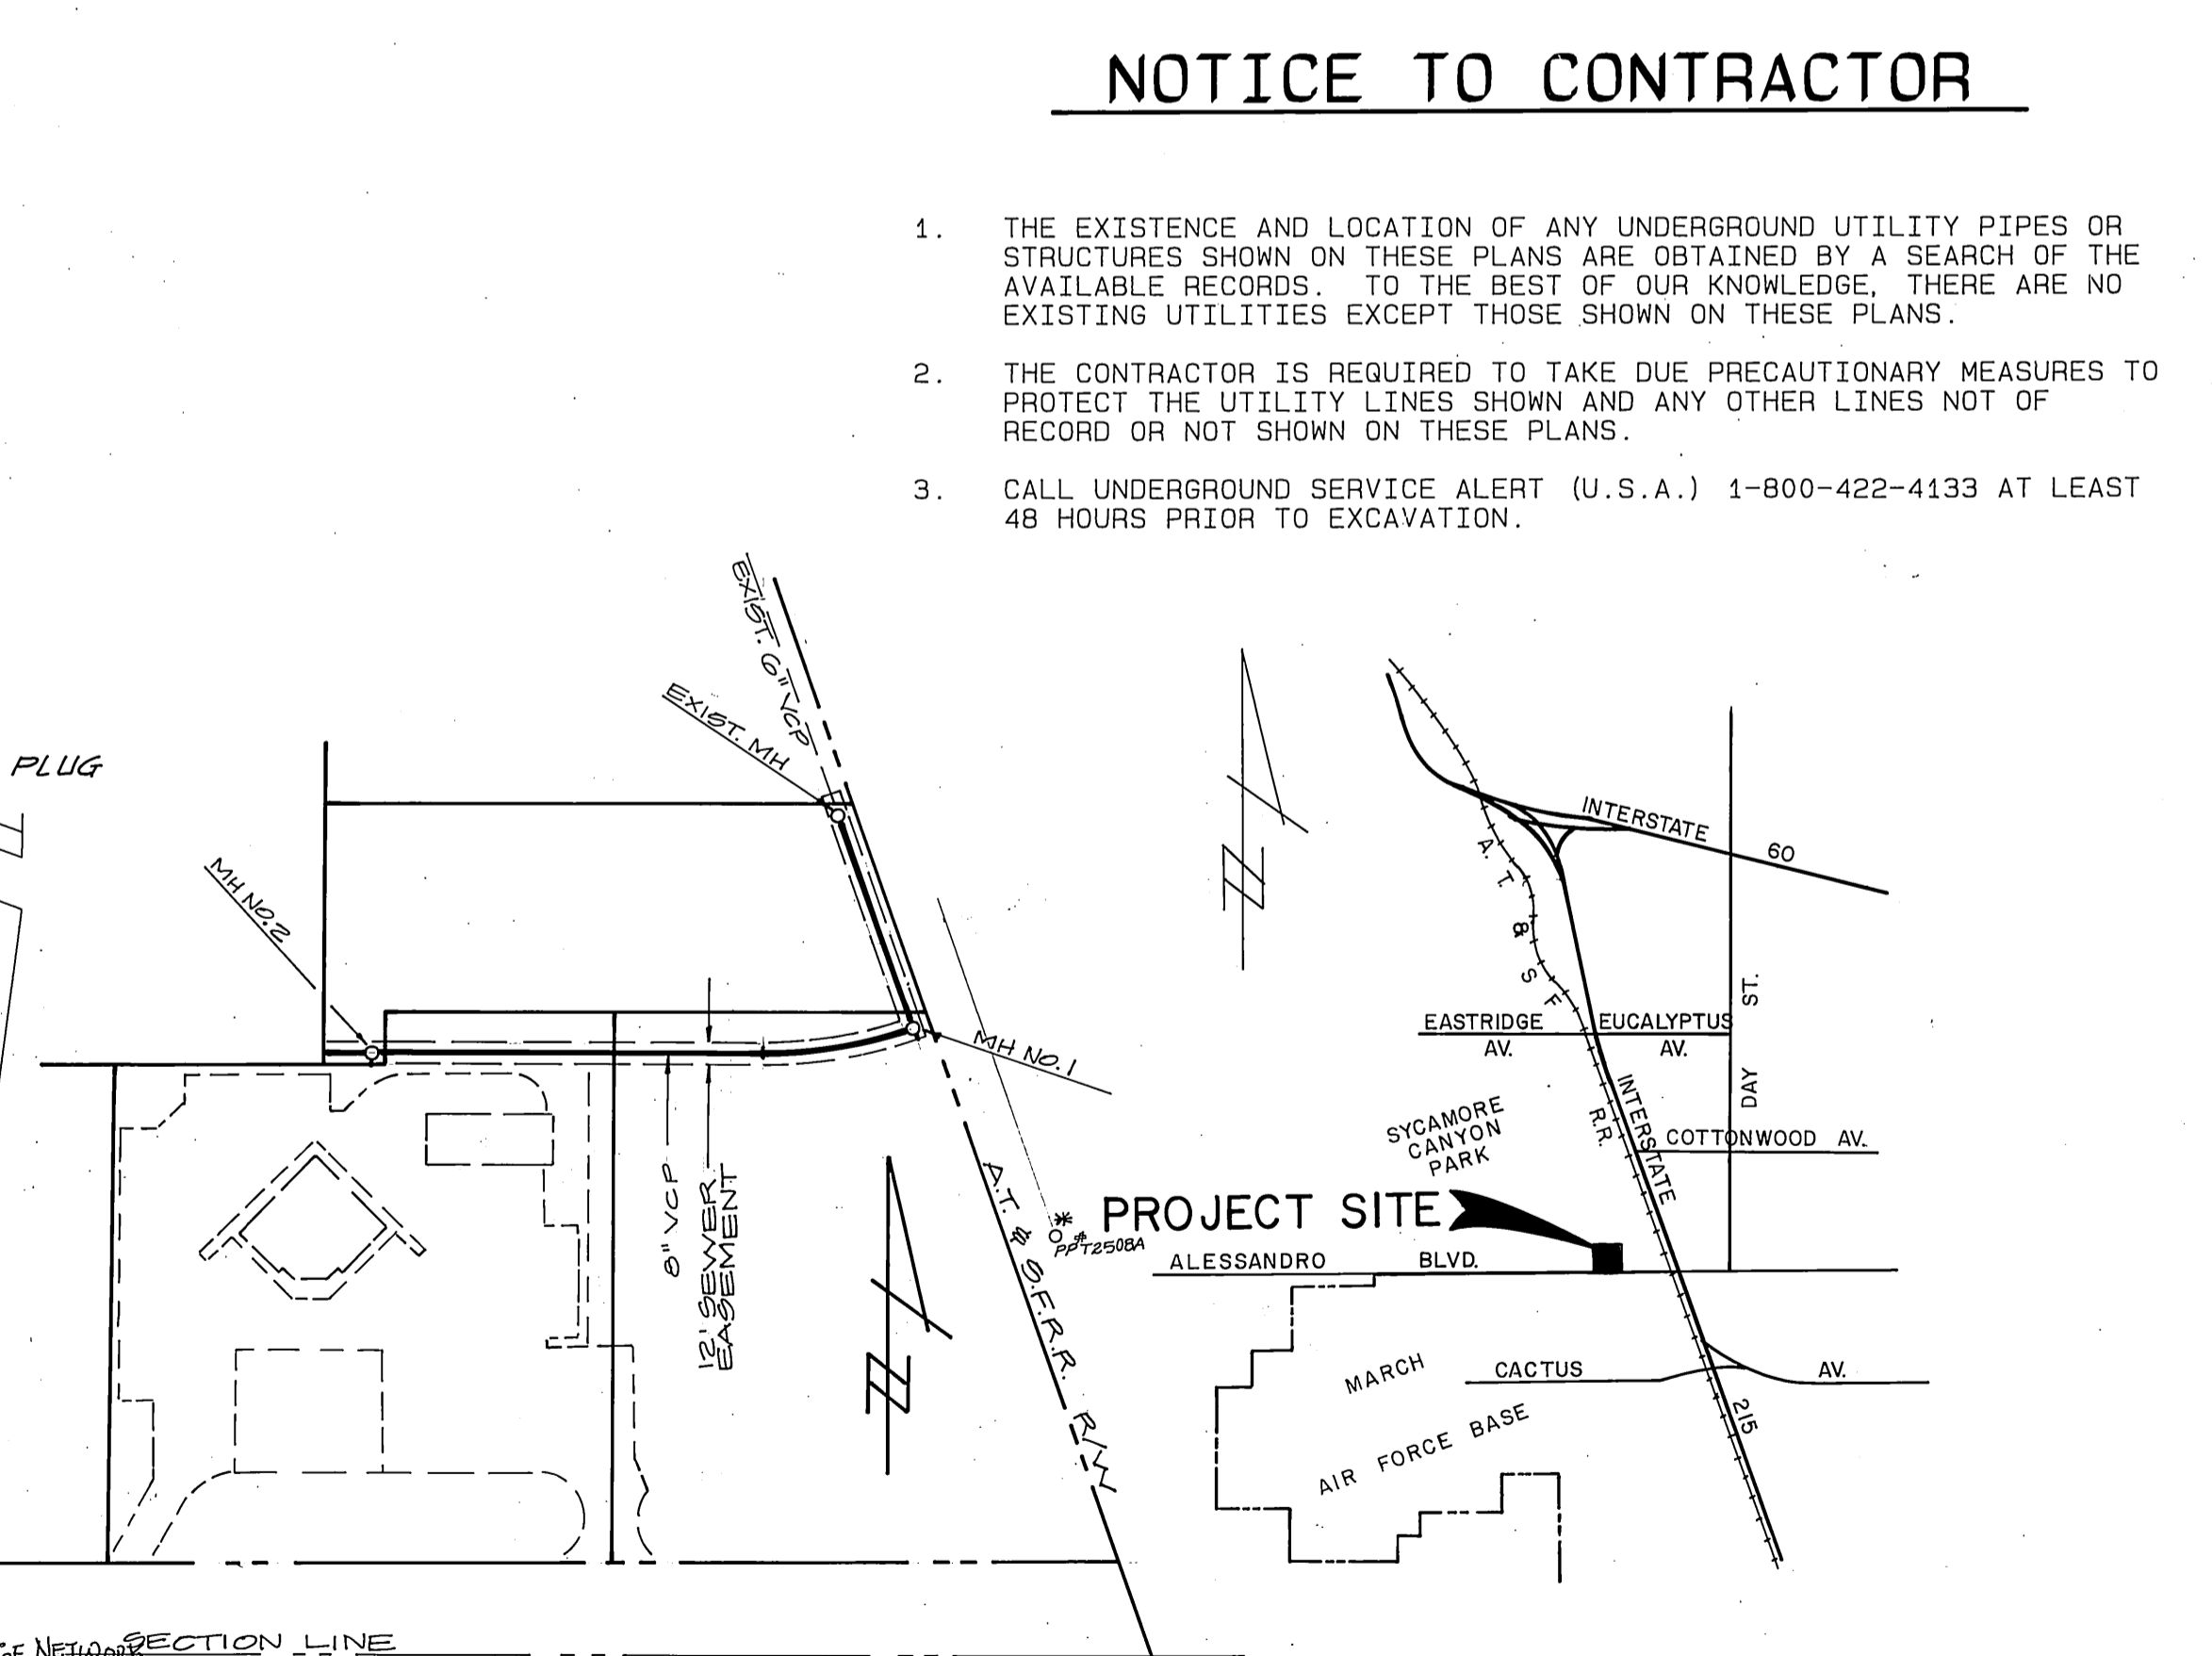 NOTICE TO CONTRACTOR
1. THE EXISTENCE AND LOCATION OF ANY UNDERGROUND UTILITY PIPES OR
STRUCTURES SHOWN ON THESE PLANS ARE OBTAINED BY A SEARCH OF THE
AVAILABLE RECORDS. TO THE BEST OF OUR KNOWLEDGE, THERE ARE NO
EXISTING UTILITIES EXCEPT THOSE SHOWN ON THESE PLANS.
2. THE CONTRACTOR IS REQUIRED TO TAKE DUE PRECAUTIONARY MEASURES TO
PROTECT THE UTILITY LINES SHOWN AND ANY OTHER LINES NOT OF
RECORD OR NOT SHOWN ON THESE PLANS.
3. CALL UNDERGROUND SERVICE ALERT (U.S.A.) 1-800-422-4133 AT LEAST
48 HOURS PRIOR TO EXCAVATION.
PLUG
EXIST. 6" VCP
EXIST. MH
MH NO. 2
MH NO. 1
8" VCP
12' SEWER
EASEMENT
A.T. & S.F.R.R. R/W
PPT2508A
N
SECTION LINE
NETWORK
N
INTERSTATE 60
A. T. & S F R.R.
EASTRIDGE
AV.
EUCALYPTUS
AV.
DAY ST.
INTERSTATE 215
SYCAMORE
CANYON
PARK
COTTONWOOD AV.
PROJECT SITE
ALESSANDRO BLVD.
MARCH
AIR FORCE BASE
CACTUS AV.